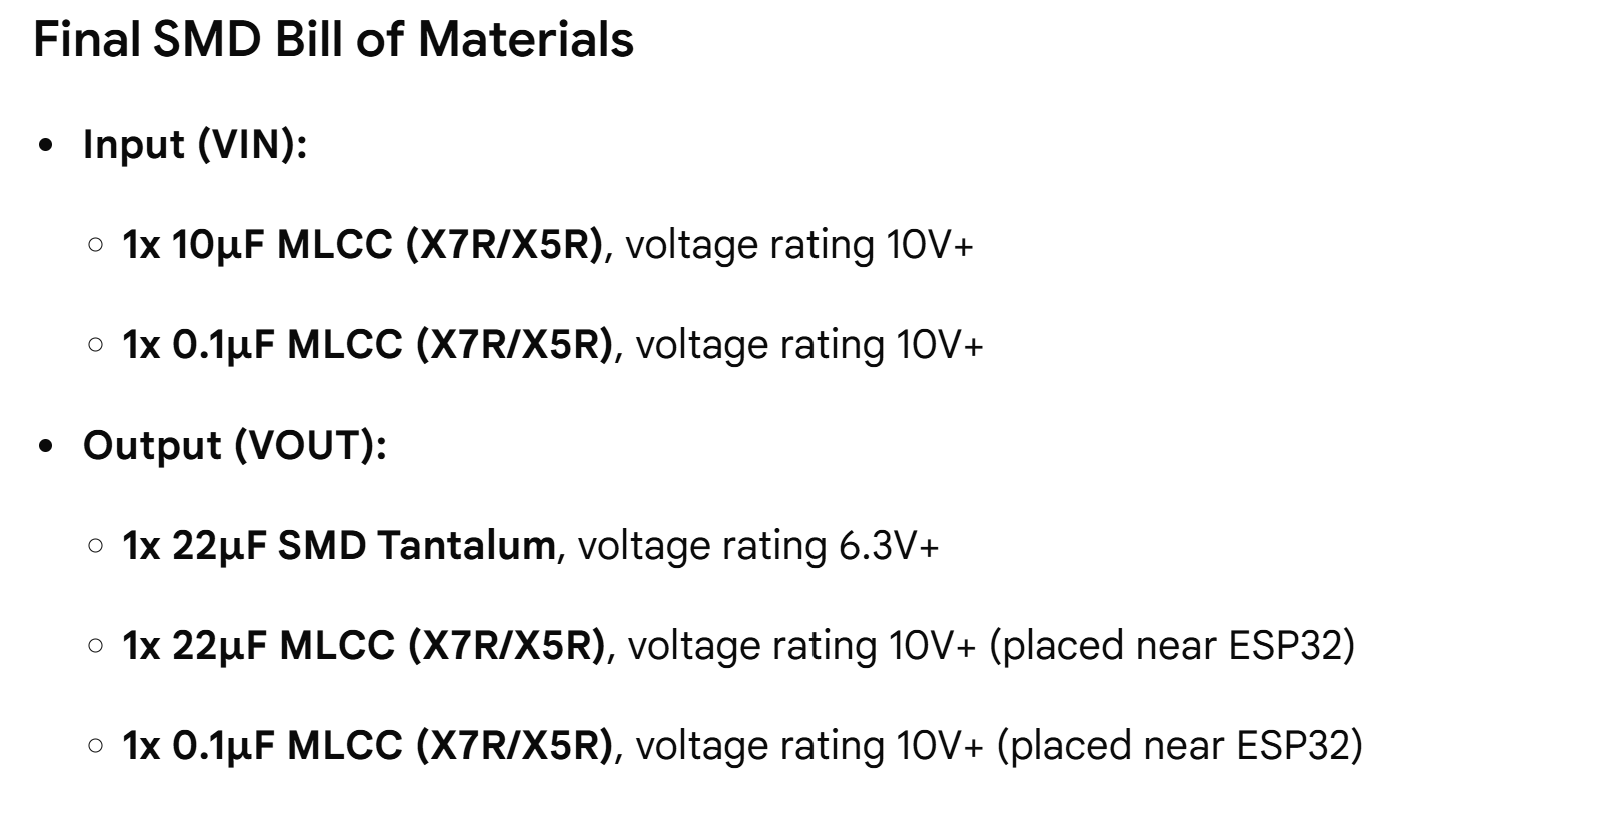 Final SMD Bill of Materials
• Input (VIN):
○ 1x 10µF MLCC (X7R/X5R), voltage rating 10V+
○ 1x 0.1µF MLCC (X7R/X5R), voltage rating 10V+
• Output (VOUT):
○ 1x 22µF SMD Tantalum, voltage rating 6.3V+
○ 1x 22µF MLCC (X7R/X5R), voltage rating 10V+ (placed near ESP32)
○ 1x 0.1µF MLCC (X7R/X5R), voltage rating 10V+ (placed near ESP32)